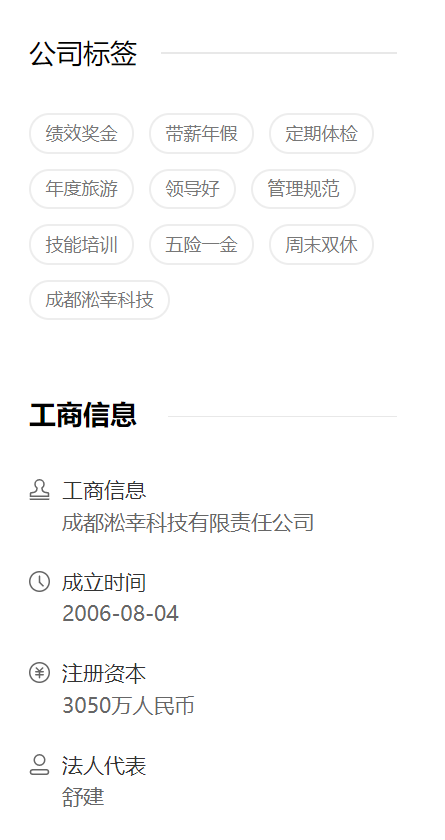 公司标签
绩效奖金 带薪年假 定期体检
年度旅游 领导好 管理规范
技能培训 五险一金 周末双休
成都淞幸科技
工商信息
工商信息
成都淞幸科技有限责任公司
成立时间
2006-08-04
注册资本
3050万人民币
法人代表
舒建